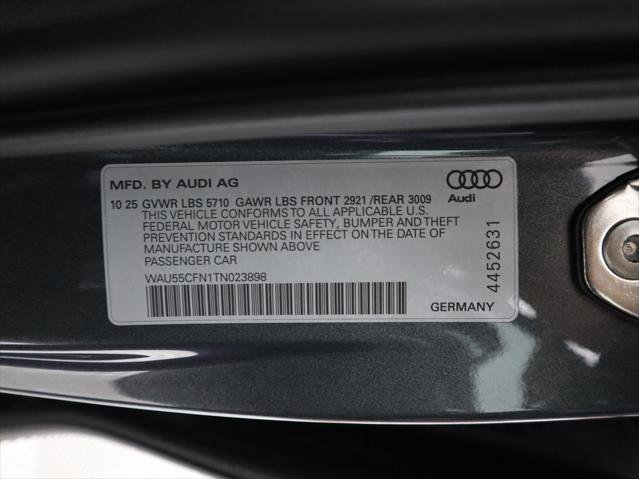 MFD. BY AUDI AG
Audi
10 25 GVWR LBS 5710 GAWR LBS FRONT 2921 /REAR 3009
THIS VEHICLE CONFORMS TO ALL APPLICABLE U.S.
FEDERAL MOTOR VEHICLE SAFETY, BUMPER AND THEFT
PREVENTION STANDARDS IN EFFECT ON THE DATE OF
MANUFACTURE SHOWN ABOVE
PASSENGER CAR
WAU55CFN1TN023898
4452631
GERMANY